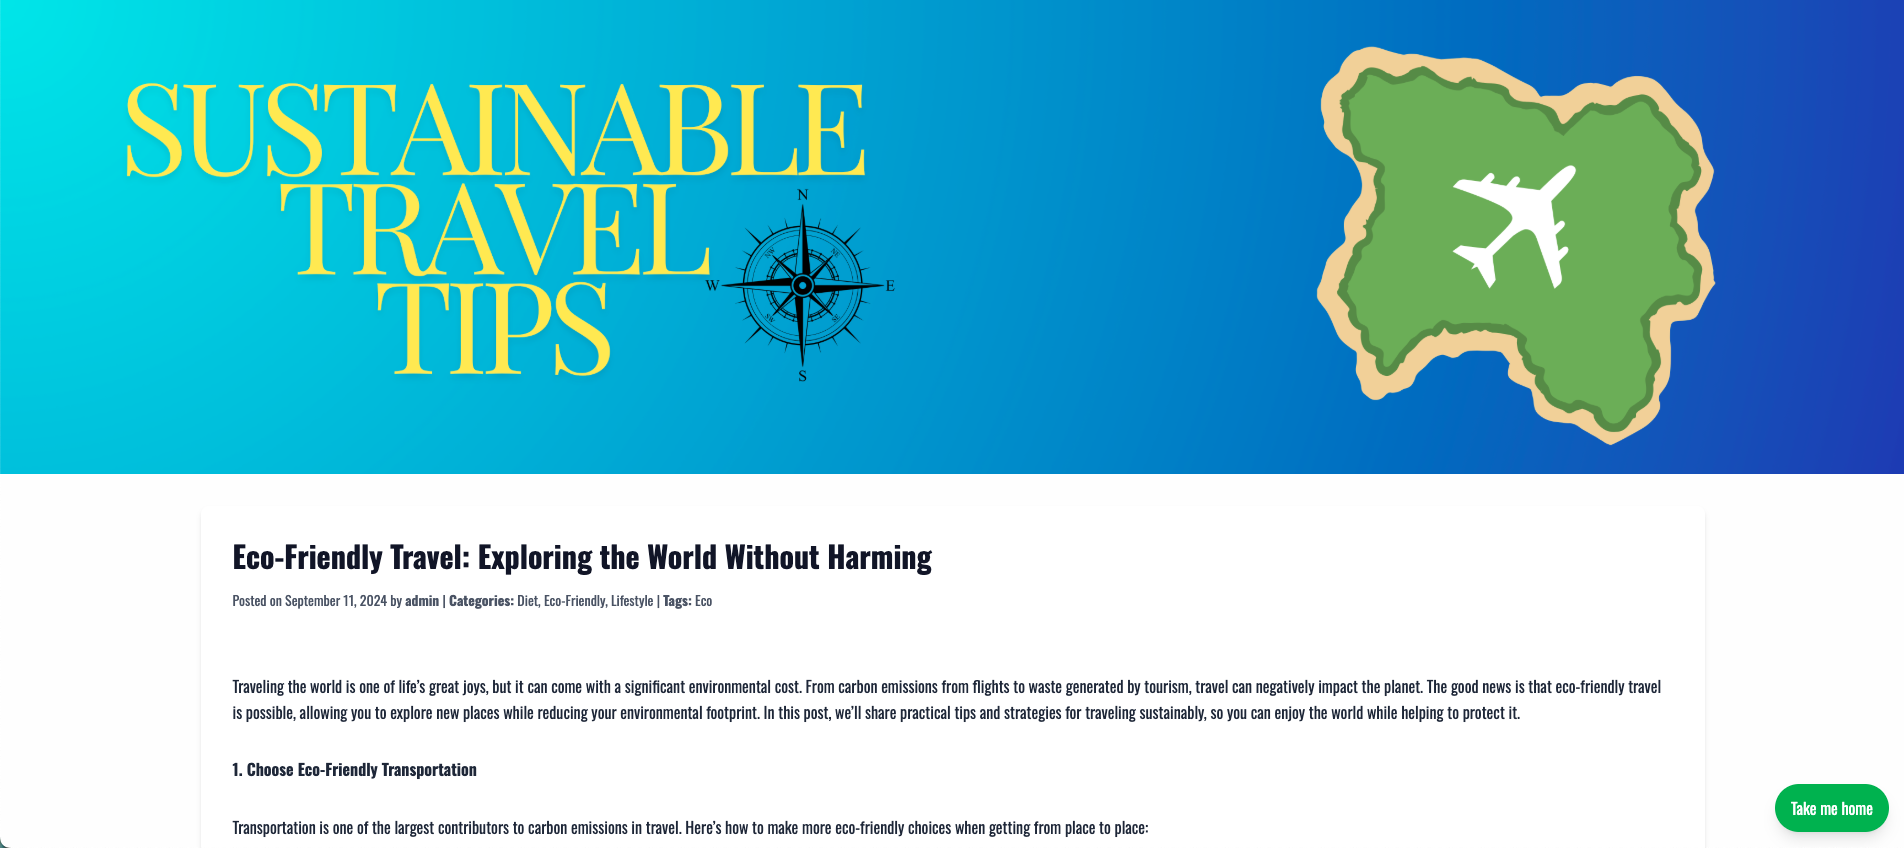 SUSTAINABLE
TRAVEL
TIPS
N
W
E
S
Eco-Friendly Travel: Exploring the World Without Harming
Posted on September 11, 2024 by admin | Categories: Diet, Eco-Friendly, Lifestyle | Tags: Eco
Traveling the world is one of life’s great joys, but it can come with a significant environmental cost. From carbon emissions from flights to waste generated by tourism, travel can negatively impact the planet. The good news is that eco-friendly travel
is possible, allowing you to explore new places while reducing your environmental footprint. In this post, we’ll share practical tips and strategies for traveling sustainably, so you can enjoy the world while helping to protect it.
1. Choose Eco-Friendly Transportation
Transportation is one of the largest contributors to carbon emissions in travel. Here’s how to make more eco-friendly choices when getting from place to place:
Take me home